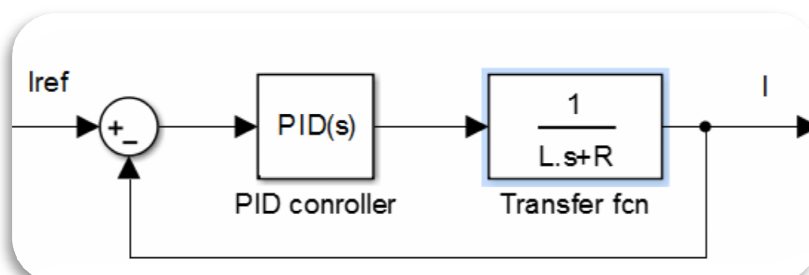 Iref
+
−
PID(s)
PID conroller
1
L.s+R
Transfer fcn
I